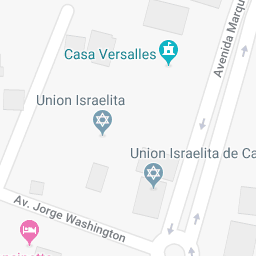 Casa Versalles
Avenida Marqu
Union Israelita
Union Israelita de Ca
Av. Jorge Washington